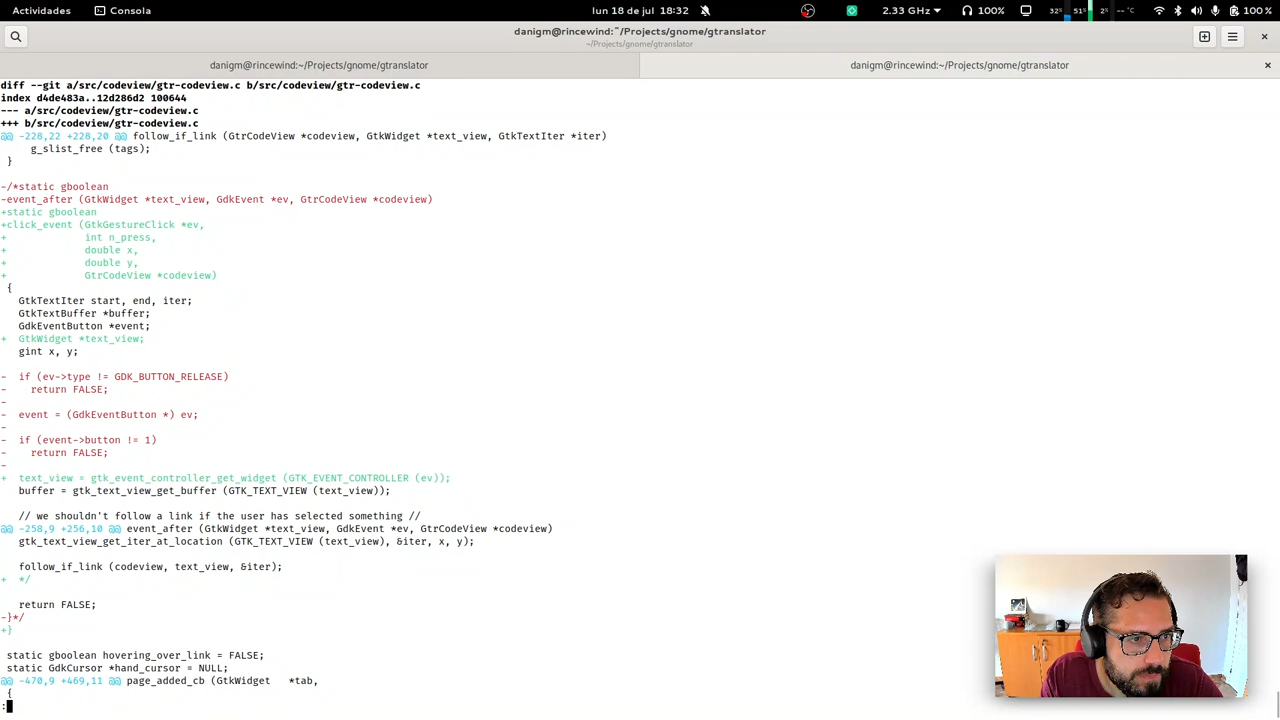 Actividades
Consola
lun 18 de jul 18:32
2.33 GHz
100%
32%
51%
2%
-- °C
100 %
danigm@rincewind:~/Projects/gnome/gtranslator
~/Projects/gnome/gtranslator
danigm@rincewind:~/Projects/gnome/gtranslator
danigm@rincewind:~/Projects/gnome/gtranslator
diff --git a/src/codeview/gtr-codeview.c b/src/codeview/gtr-codeview.c
index d4de483a..12d286d2 100644
--- a/src/codeview/gtr-codeview.c
+++ b/src/codeview/gtr-codeview.c
@@ -228,22 +228,20 @@ follow_if_link (GtrCodeView *codeview, GtkWidget *text_view, GtkTextIter *iter)
     g_slist_free (tags);
 }
-/*static gboolean
-event_after (GtkWidget *text_view, GdkEvent *ev, GtrCodeView *codeview)
+static gboolean
+click_event (GtkGestureClick *ev,
+             int n_press,
+             double x,
+             double y,
+             GtrCodeView *codeview)
 {
   GtkTextIter start, end, iter;
   GtkTextBuffer *buffer;
   GdkEventButton *event;
+  GtkWidget *text_view;
   gint x, y;
-  if (ev->type != GDK_BUTTON_RELEASE)
-    return FALSE;
-
-  event = (GdkEventButton *) ev;
-
-  if (event->button != 1)
-    return FALSE;
-
+  text_view = gtk_event_controller_get_widget (GTK_EVENT_CONTROLLER (ev));
   buffer = gtk_text_view_get_buffer (GTK_TEXT_VIEW (text_view));
   // we shouldn't follow a link if the user has selected something //
@@ -258,9 +256,10 @@ event_after (GtkWidget *text_view, GdkEvent *ev, GtrCodeView *codeview)
   gtk_text_view_get_iter_at_location (GTK_TEXT_VIEW (text_view), &iter, x, y);
   follow_if_link (codeview, text_view, &iter);
+  */
   return FALSE;
-}*/
+}
 static gboolean hovering_over_link = FALSE;
 static GdkCursor *hand_cursor = NULL;
@@ -470,9 +469,11 @@ page_added_cb (GtkWidget   *tab,
 {
: